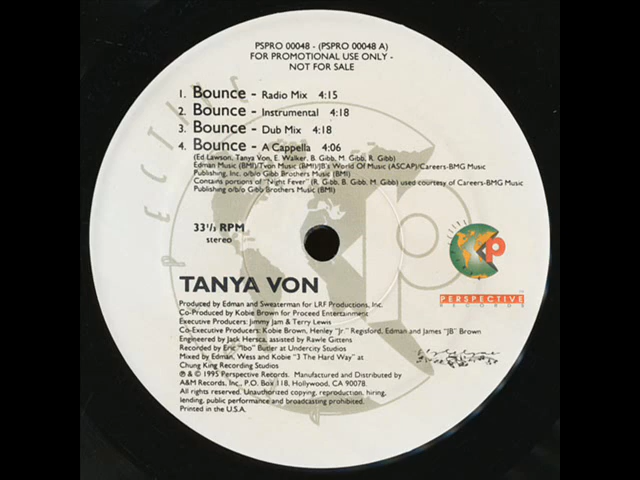 PSPRO 00048 - (PSPRO 00048 A)
FOR PROMOTIONAL USE ONLY -
NOT FOR SALE
1. Bounce - Radio Mix 4:15
2. Bounce - Instrumental 4:18
3. Bounce - Dub Mix 4:18
4. Bounce - A Cappella 4:06
(Ed Lawson, Tanya Von, E. Walker, B. Gibb, M. Gibb, R. Gibb)
Edman Music (BMI)/Tvon Music (BMI)/JB's World Of Music (ASCAP)/Careers-BMG Music
Publishing, Inc. o/b/o Gibb Brothers Music (BMI)
Contains portions of "Night Fever" (R. Gibb, B. Gibb, M. Gibb) used courtesy of Careers-BMG Music
Publishing o/b/o Gibb Brothers Music (BMI)
PECTIVE
33 1/3 RPM
stereo
P
TANYA VON
PERSPECTIVE
RECORDS
TM
Produced by Edman and Sweaterman for LRF Productions, Inc.
Co-Produced by Kobie Brown for Proceed Entertainment
Executive Producers: Jimmy Jam & Terry Lewis
Co-Executive Producers: Kobie Brown, Henley "Jr." Regisford, Edman and James "JB" Brown
Engineered by Jack Hersca, assisted by Rawle Gittens
Recorded by Eric "Ibo" Butler at Undercity Studios
Mixed by Edman, Wess and Kobie "3 The Hard Way" at
Chung King Recording Studios
℗ & © 1995 Perspective Records. Manufactured and Distributed by
A&M Records, Inc., P.O. Box 118, Hollywood, CA 90078.
All rights reserved. Unauthorized copying, reproduction, hiring,
lending, public performance and broadcasting prohibited.
Printed in the U.S.A.